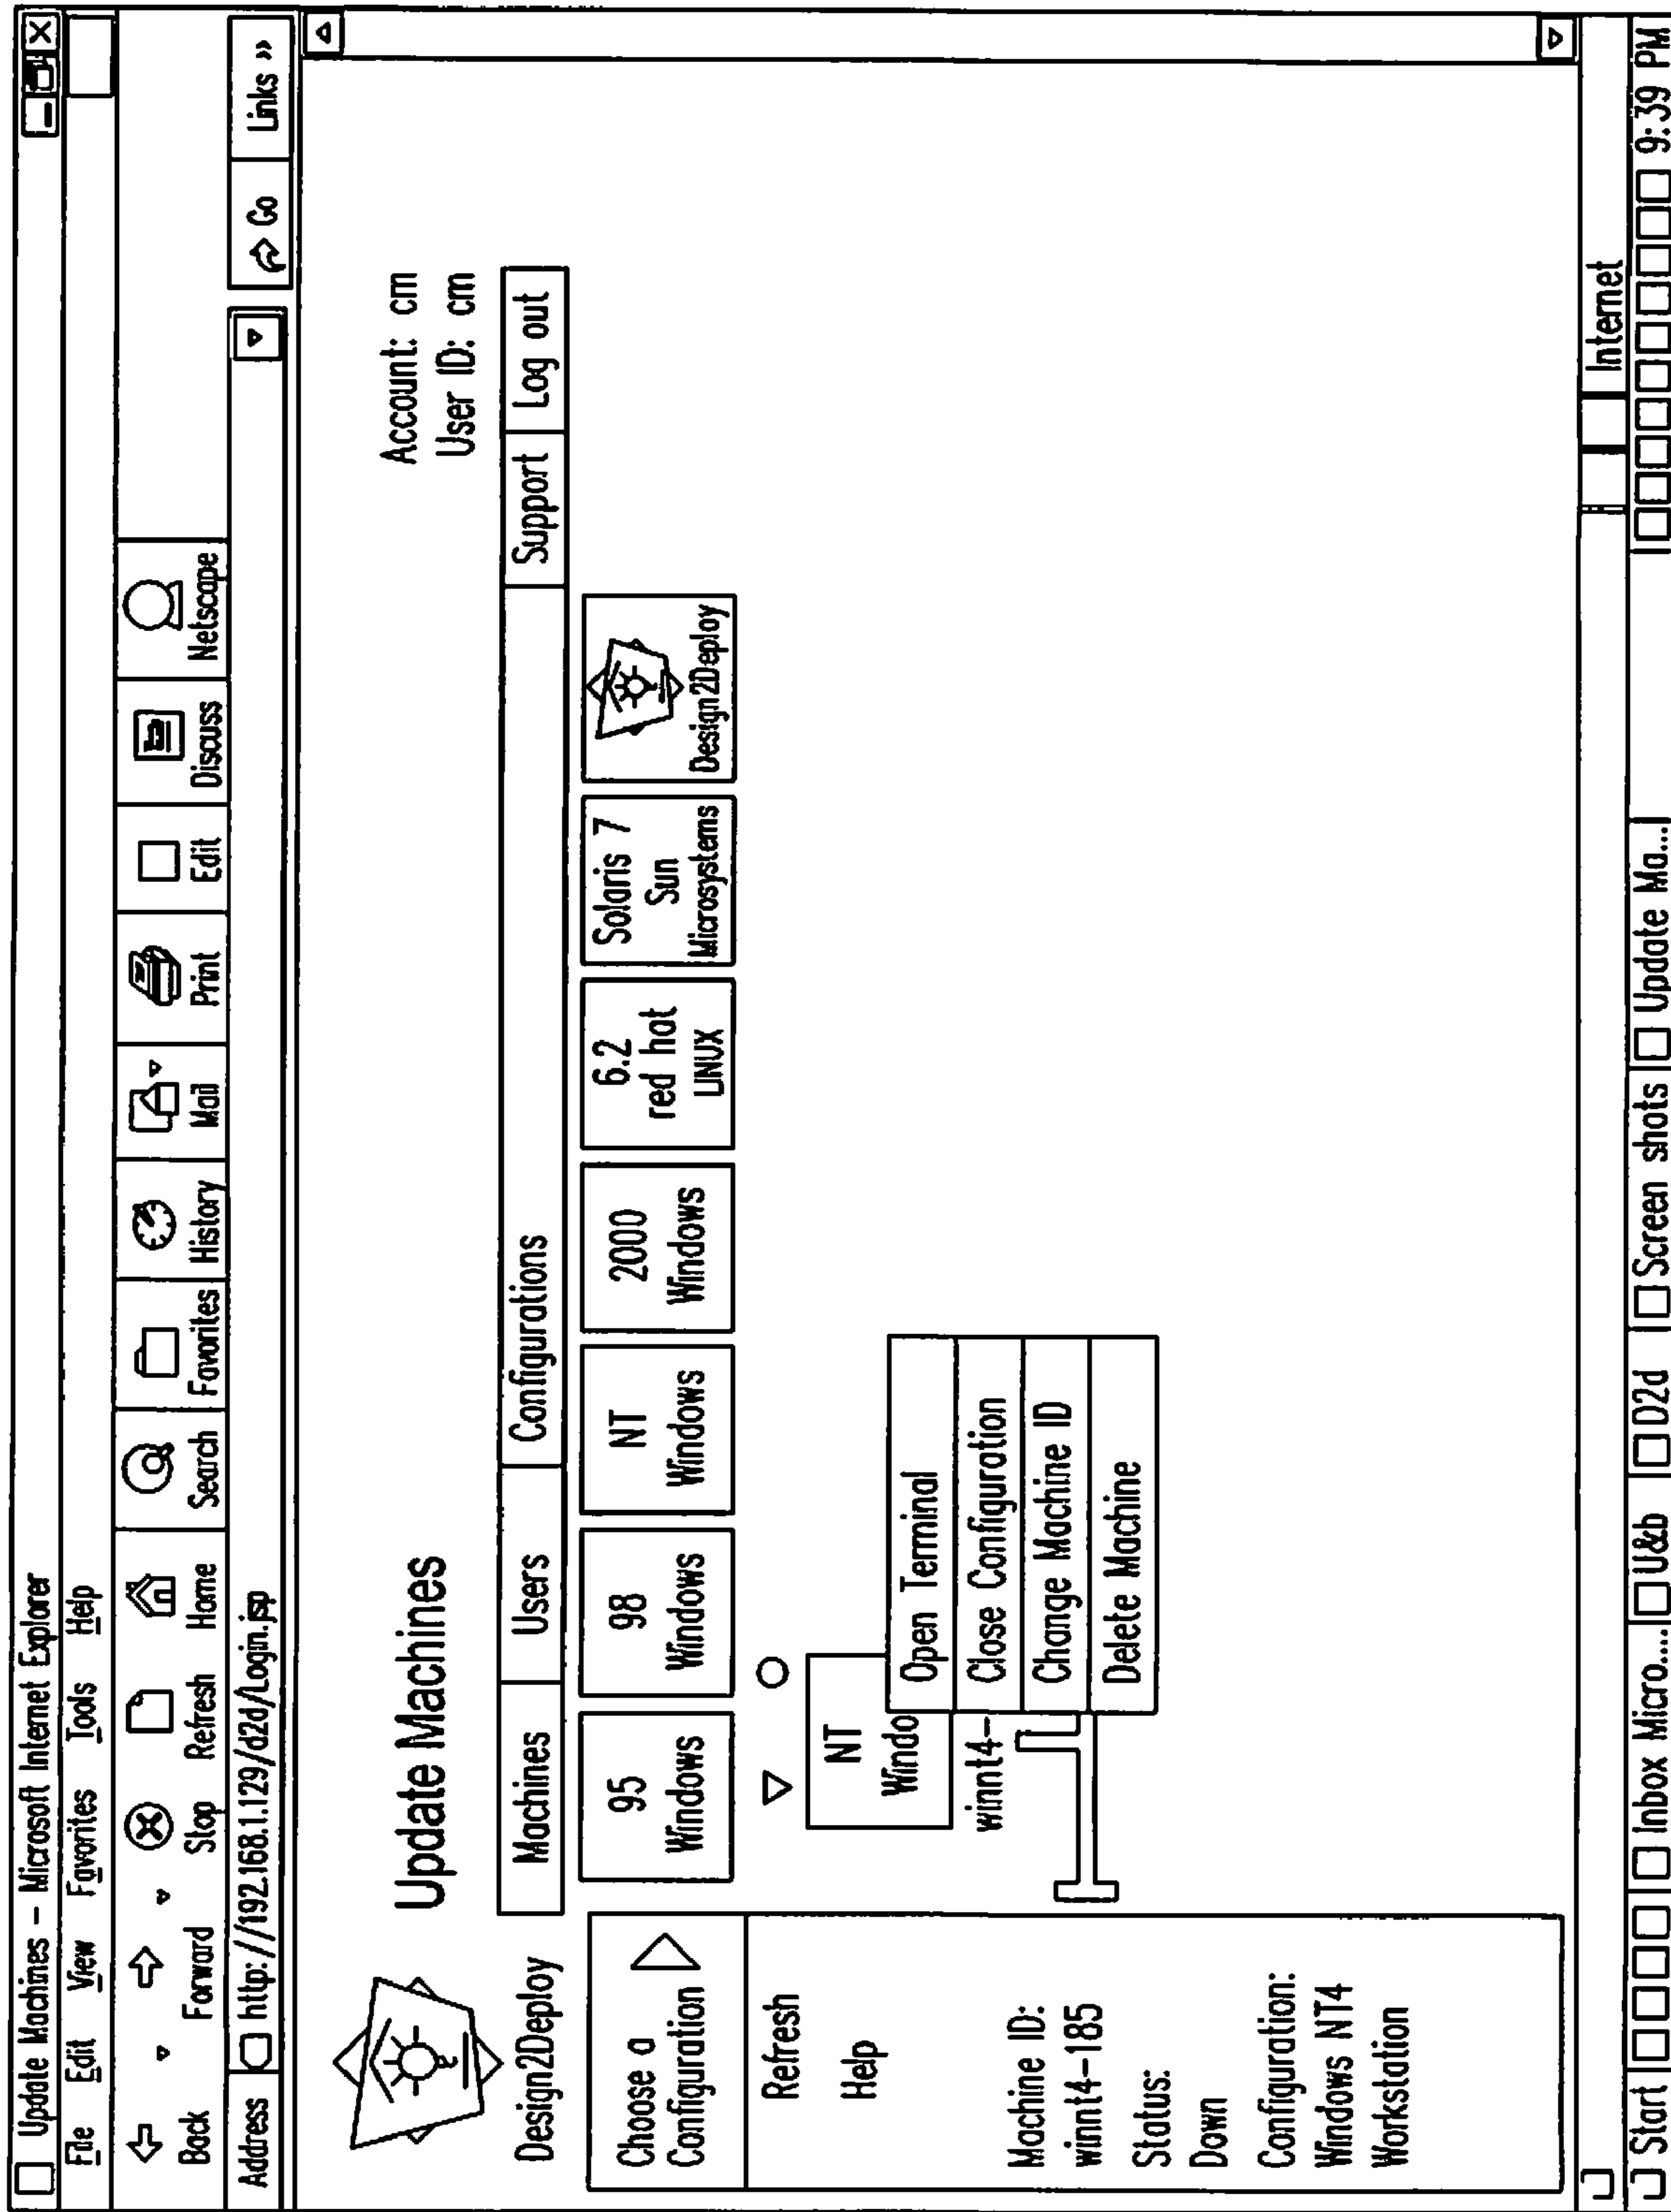 Update Machines – Microsoft Internet Explorer
File Edit View Favorites Tools Help
Back Forward Stop Refresh Home Search Favorites History Mail Print Edit Discuss Netscape
Address http://192.168.1.129/d2d/Login.jsp Go Links »
Design2Deploy
Update Machines
Account: cm
User ID: cm
Machines Users Configurations Support Log out
Choose a
Configuration
Refresh
Help
Machine ID:
winnt4-185
Status:
Down
Configuration:
Windows NT4
Workstation
95
Windows
98
Windows
NT
Windows
2000
Windows
6.2
red hat
LINUX
Solaris 7
Sun
Microsystems
Design2Deploy
NT
Windo
winnt4-
Open Terminal
Close Configuration
Change Machine ID
Delete Machine
Internet
Start Inbox Micro... U&b D2d Screen shots Update Ma... 9:39 PM